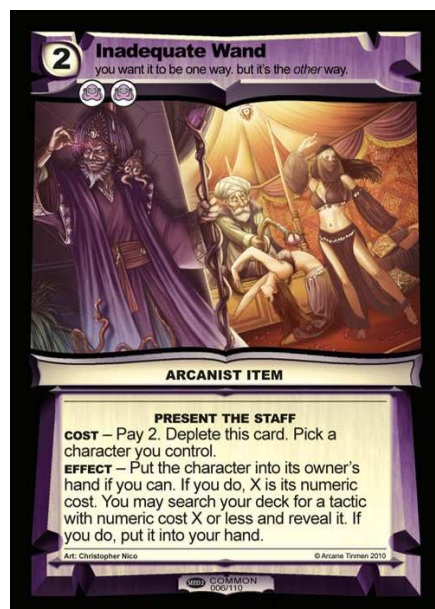 2
Inadequate Wand
you want it to be one way. but it's the other way.
ARCANIST ITEM
PRESENT THE STAFF
COST – Pay 2. Deplete this card. Pick a
character you control.
EFFECT – Put the character into its owner's
hand if you can. If you do, X is its numeric
cost. You may search your deck for a tactic
with numeric cost X or less and reveal it. If
you do, put it into your hand.
Art: Christopher Nico © Arcane Tinmen 2010
SEED2 COMMON
006/110